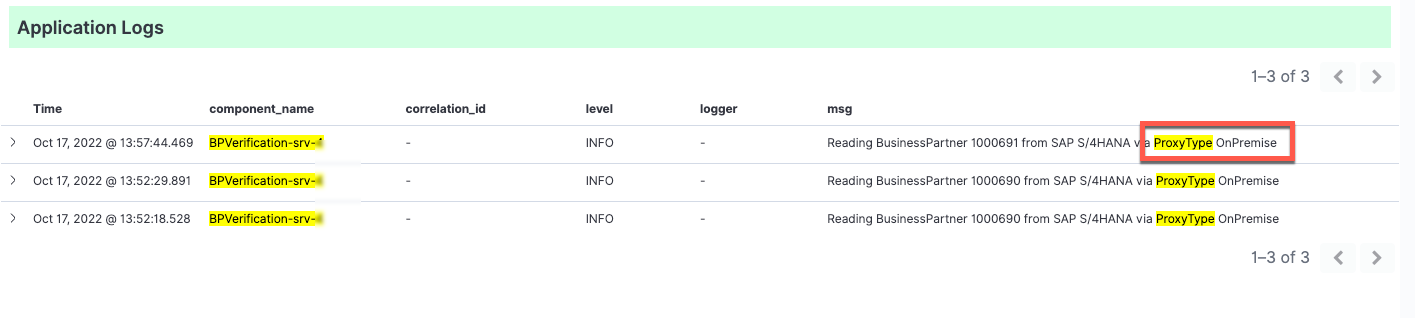 Application Logs
1–3 of 3
Time component_name correlation_id level logger msg
Oct 17, 2022 @ 13:57:44.469 BPVerification-srv- - INFO - Reading BusinessPartner 1000691 from SAP S/4HANA via ProxyType OnPremise
Oct 17, 2022 @ 13:52:29.891 BPVerification-srv- - INFO - Reading BusinessPartner 1000690 from SAP S/4HANA via ProxyType OnPremise
Oct 17, 2022 @ 13:52:18.528 BPVerification-srv- - INFO - Reading BusinessPartner 1000690 from SAP S/4HANA via ProxyType OnPremise
1–3 of 3